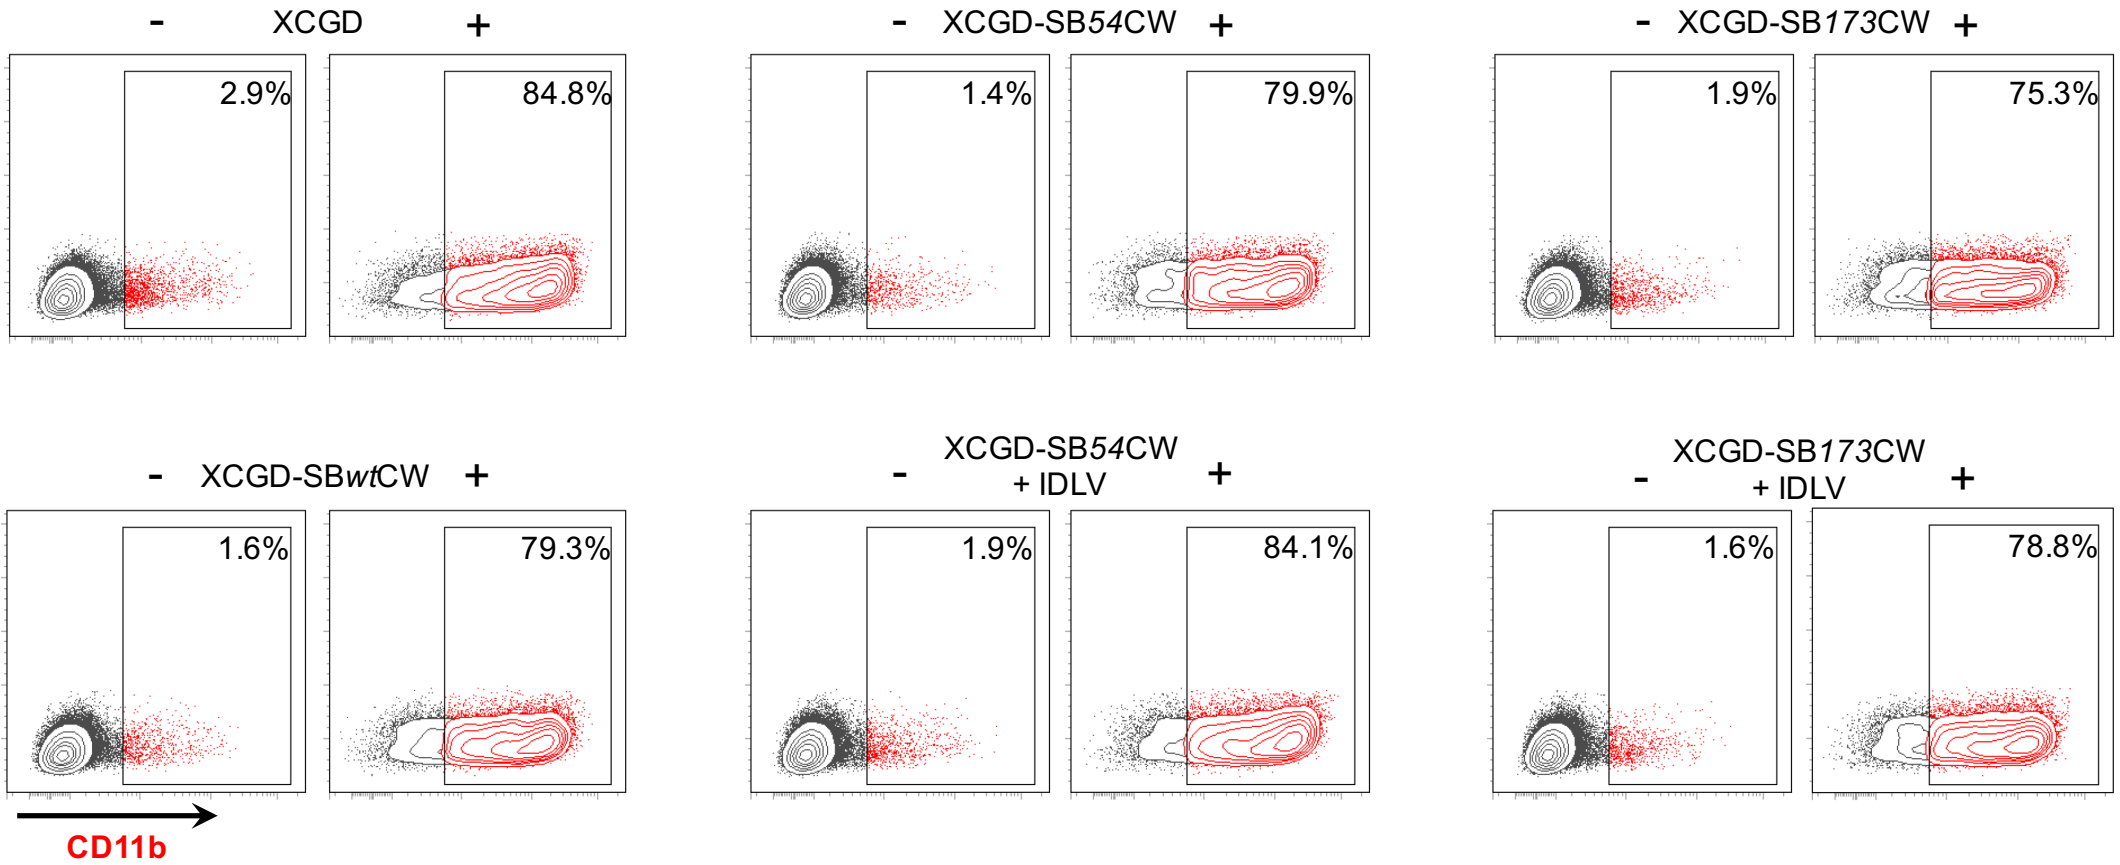 - XCGD +
2.9% 84.8%
- XCGD-SB54CW +
1.4% 79.9%
- XCGD-SB173CW +
1.9% 75.3%
- XCGD-SBwtCW +
1.6% 79.3%
XCGD-SB54CW
- + IDLV +
1.9% 84.1%
XCGD-SB173CW
- + IDLV +
1.6% 78.8%
CD11b